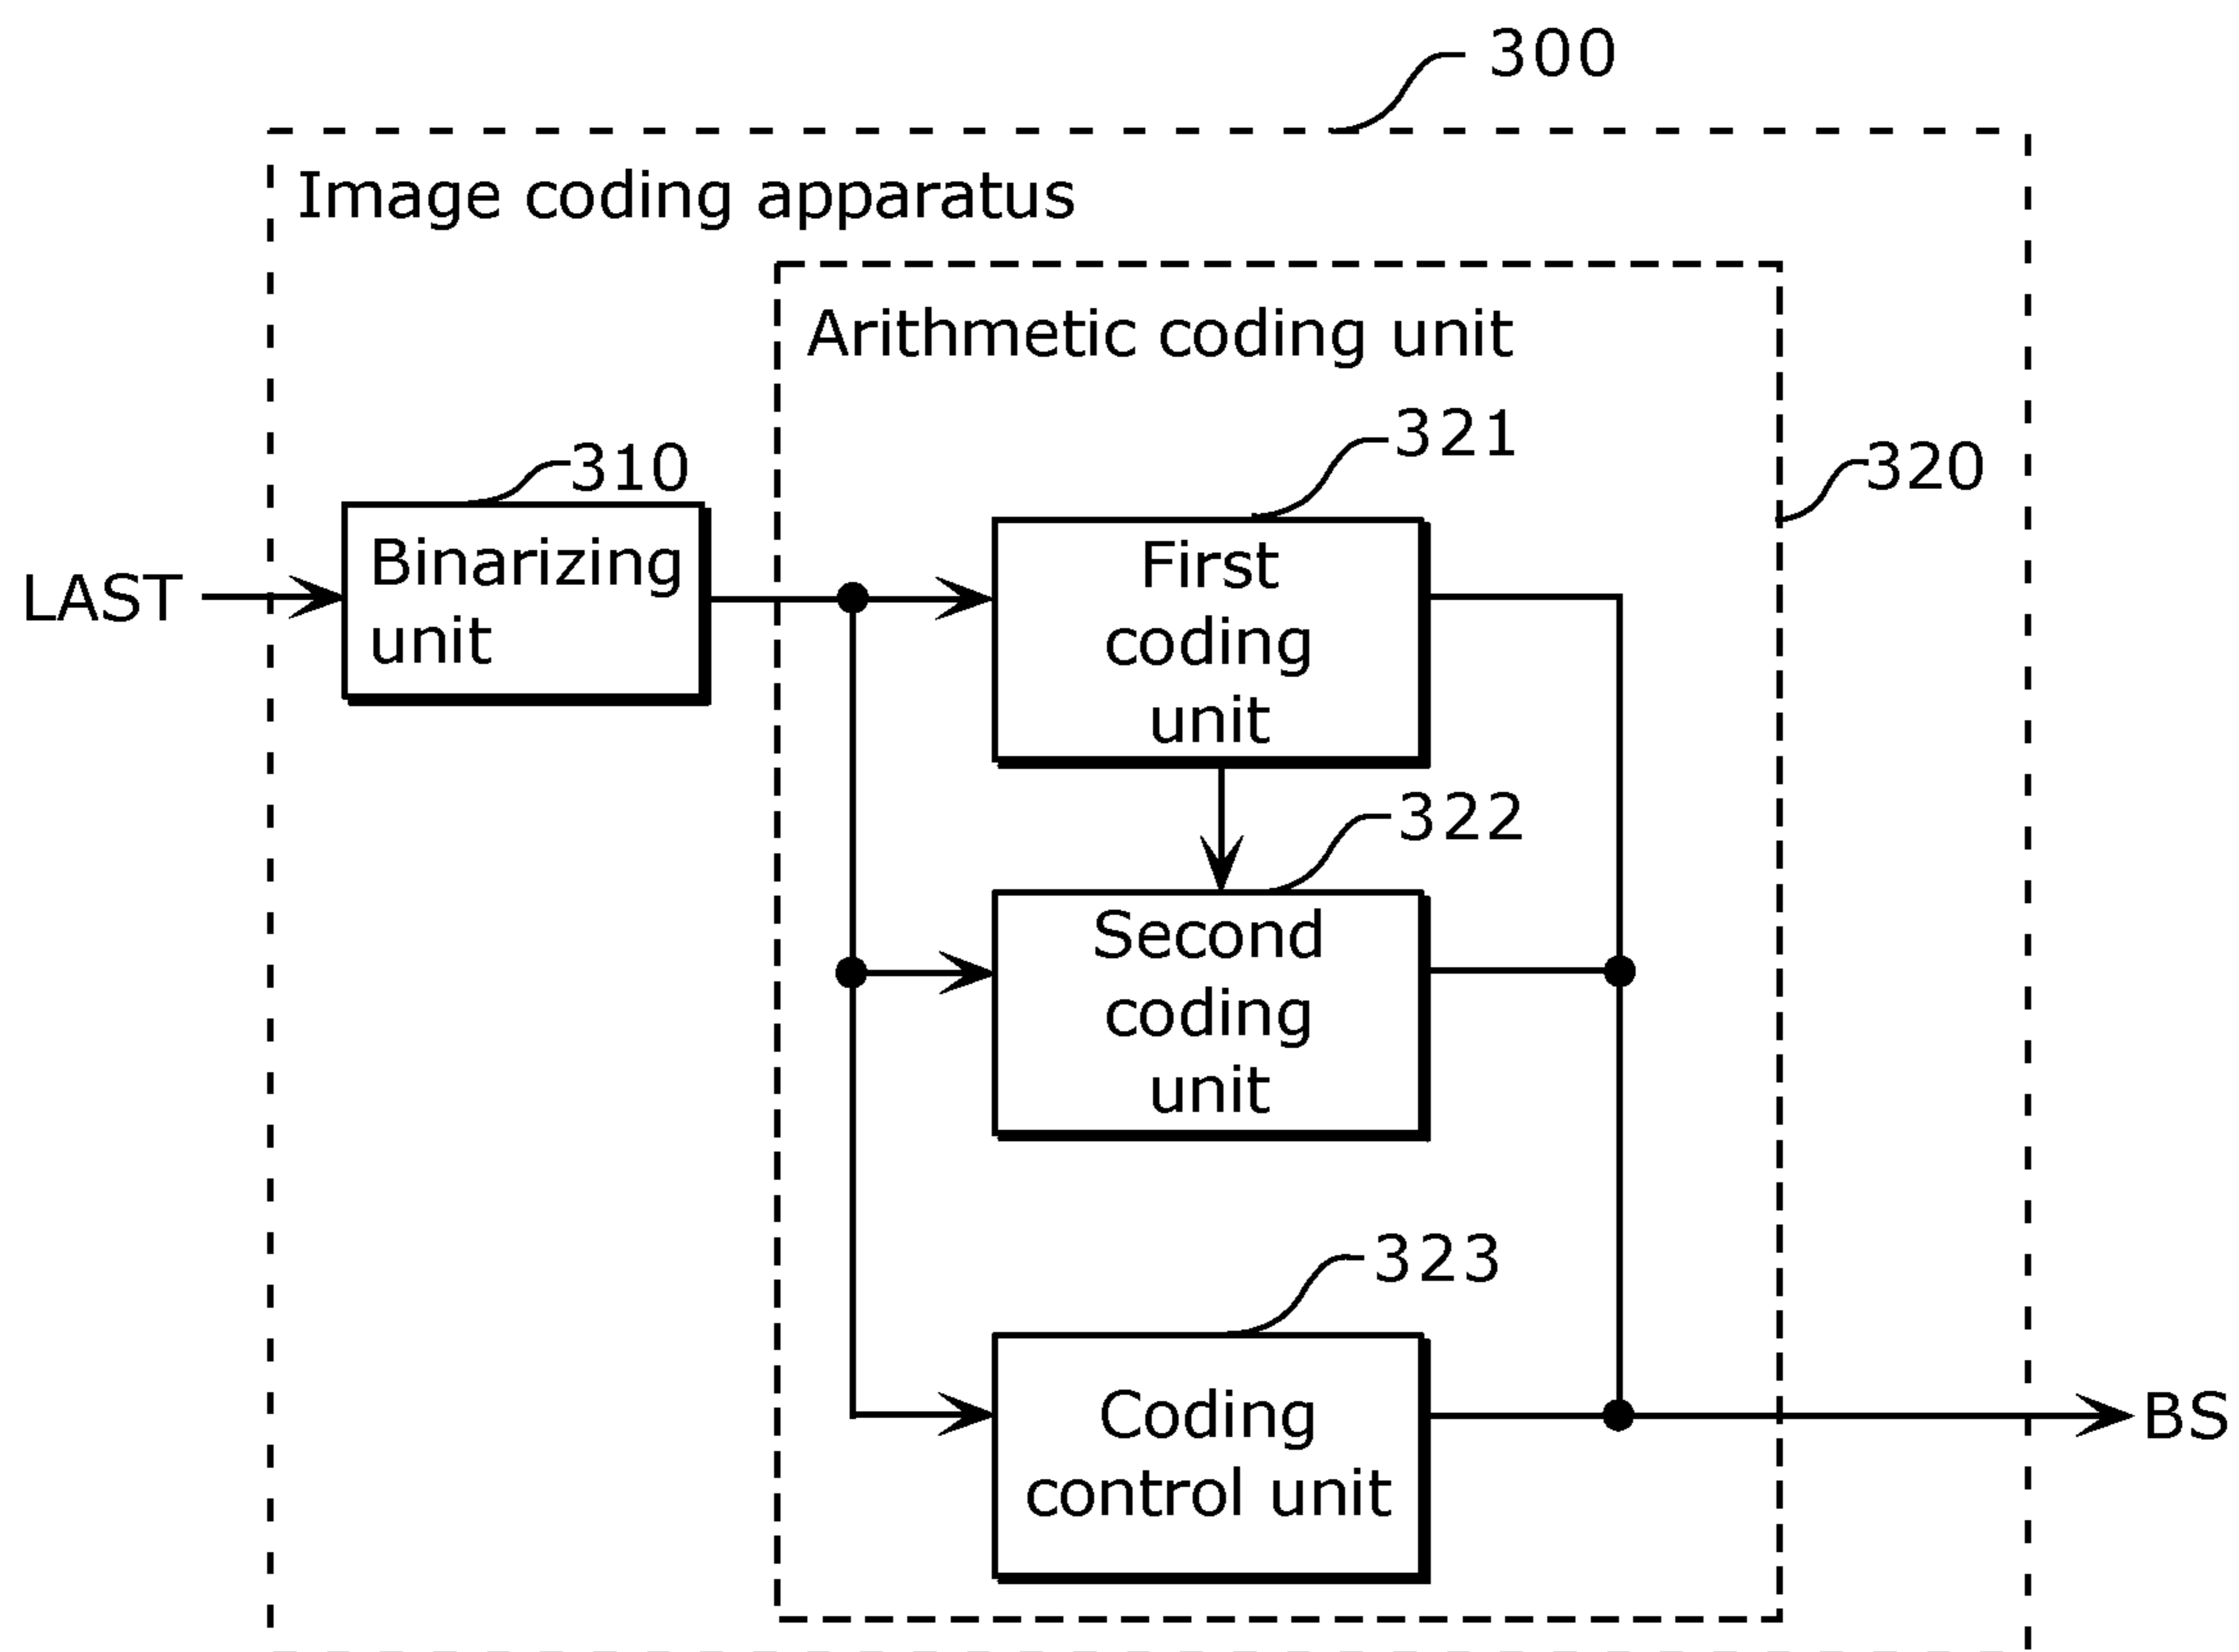 300
Image coding apparatus
Arithmetic coding unit
321
310
320
Binarizing
unit
LAST
First
coding
unit
322
Second
coding
unit
323
Coding
control unit
BS